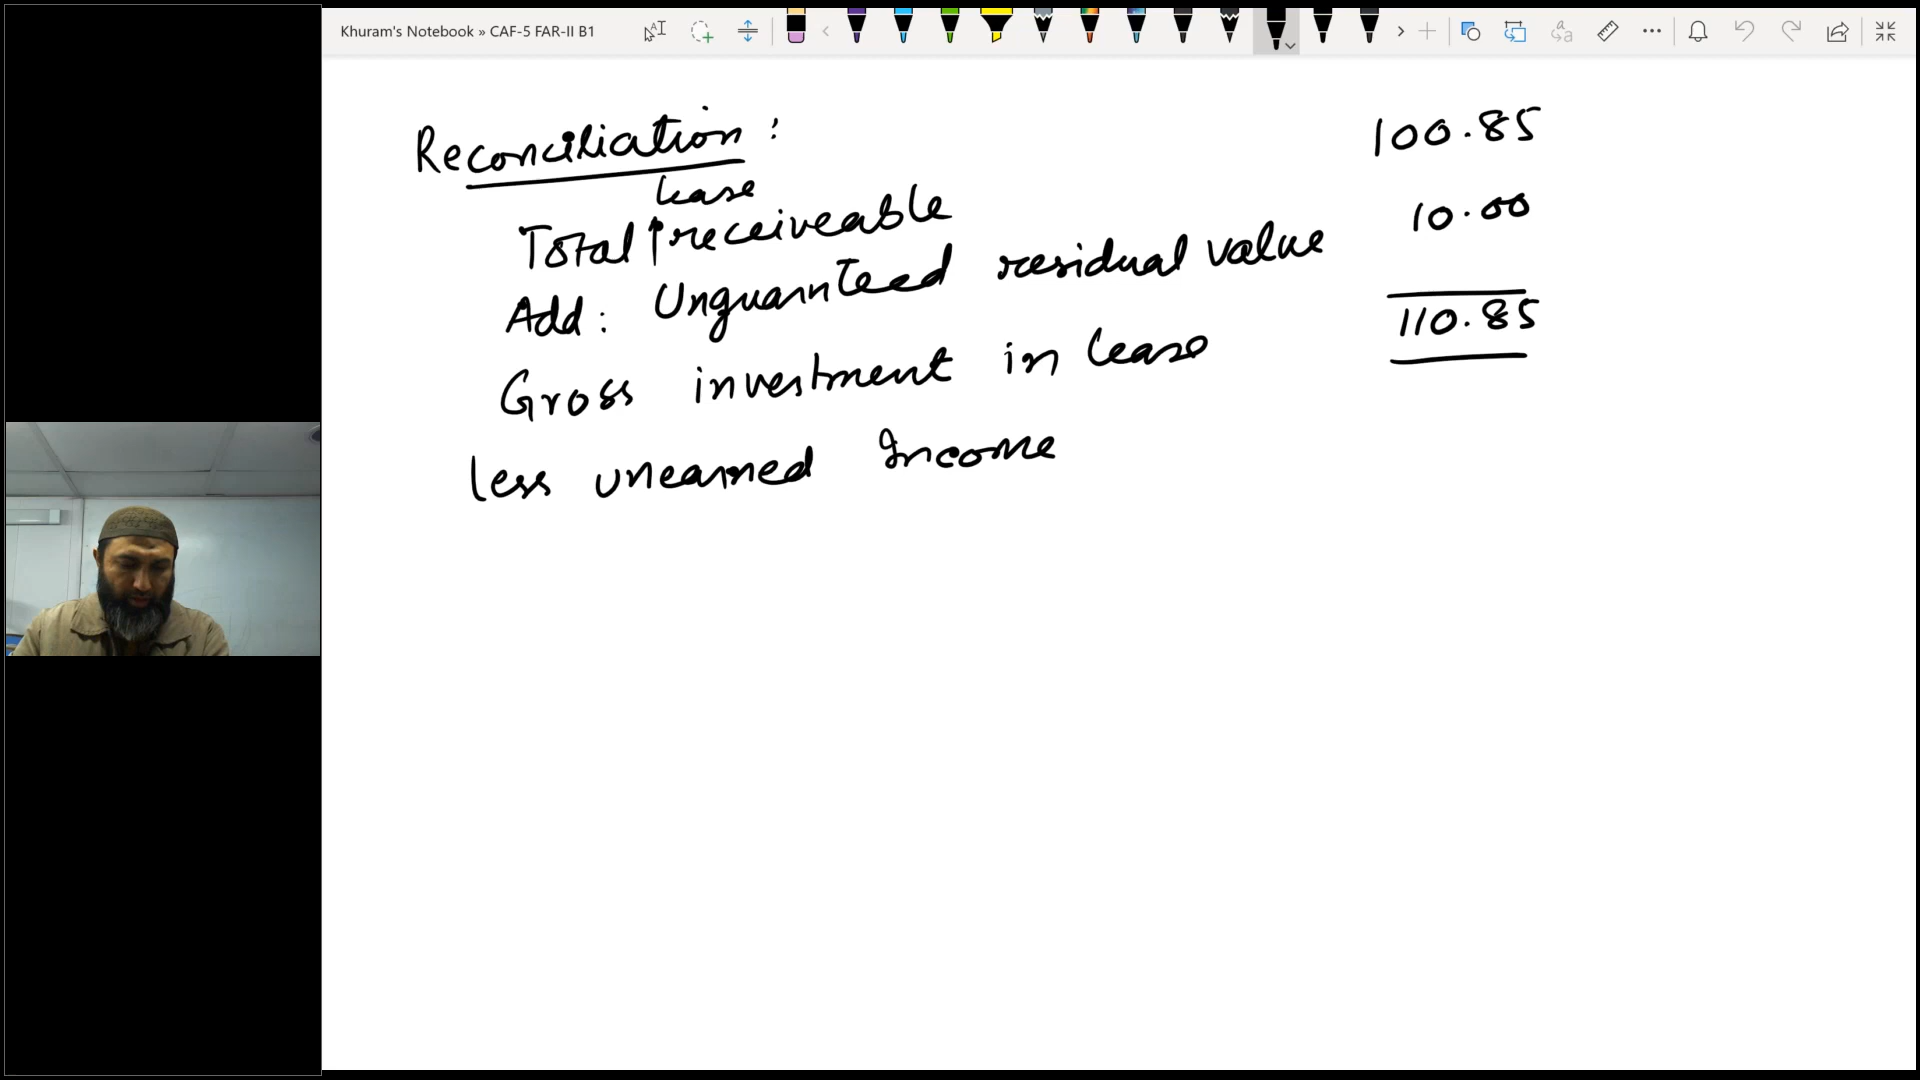 Khuram's Notebook » CAF-5 FAR-II B1
Reconciliation : 100.85
lease
Total receiveable 10.00
Add : Unguarnteed residual value
Gross investment in lease 110.85
less unearned Income